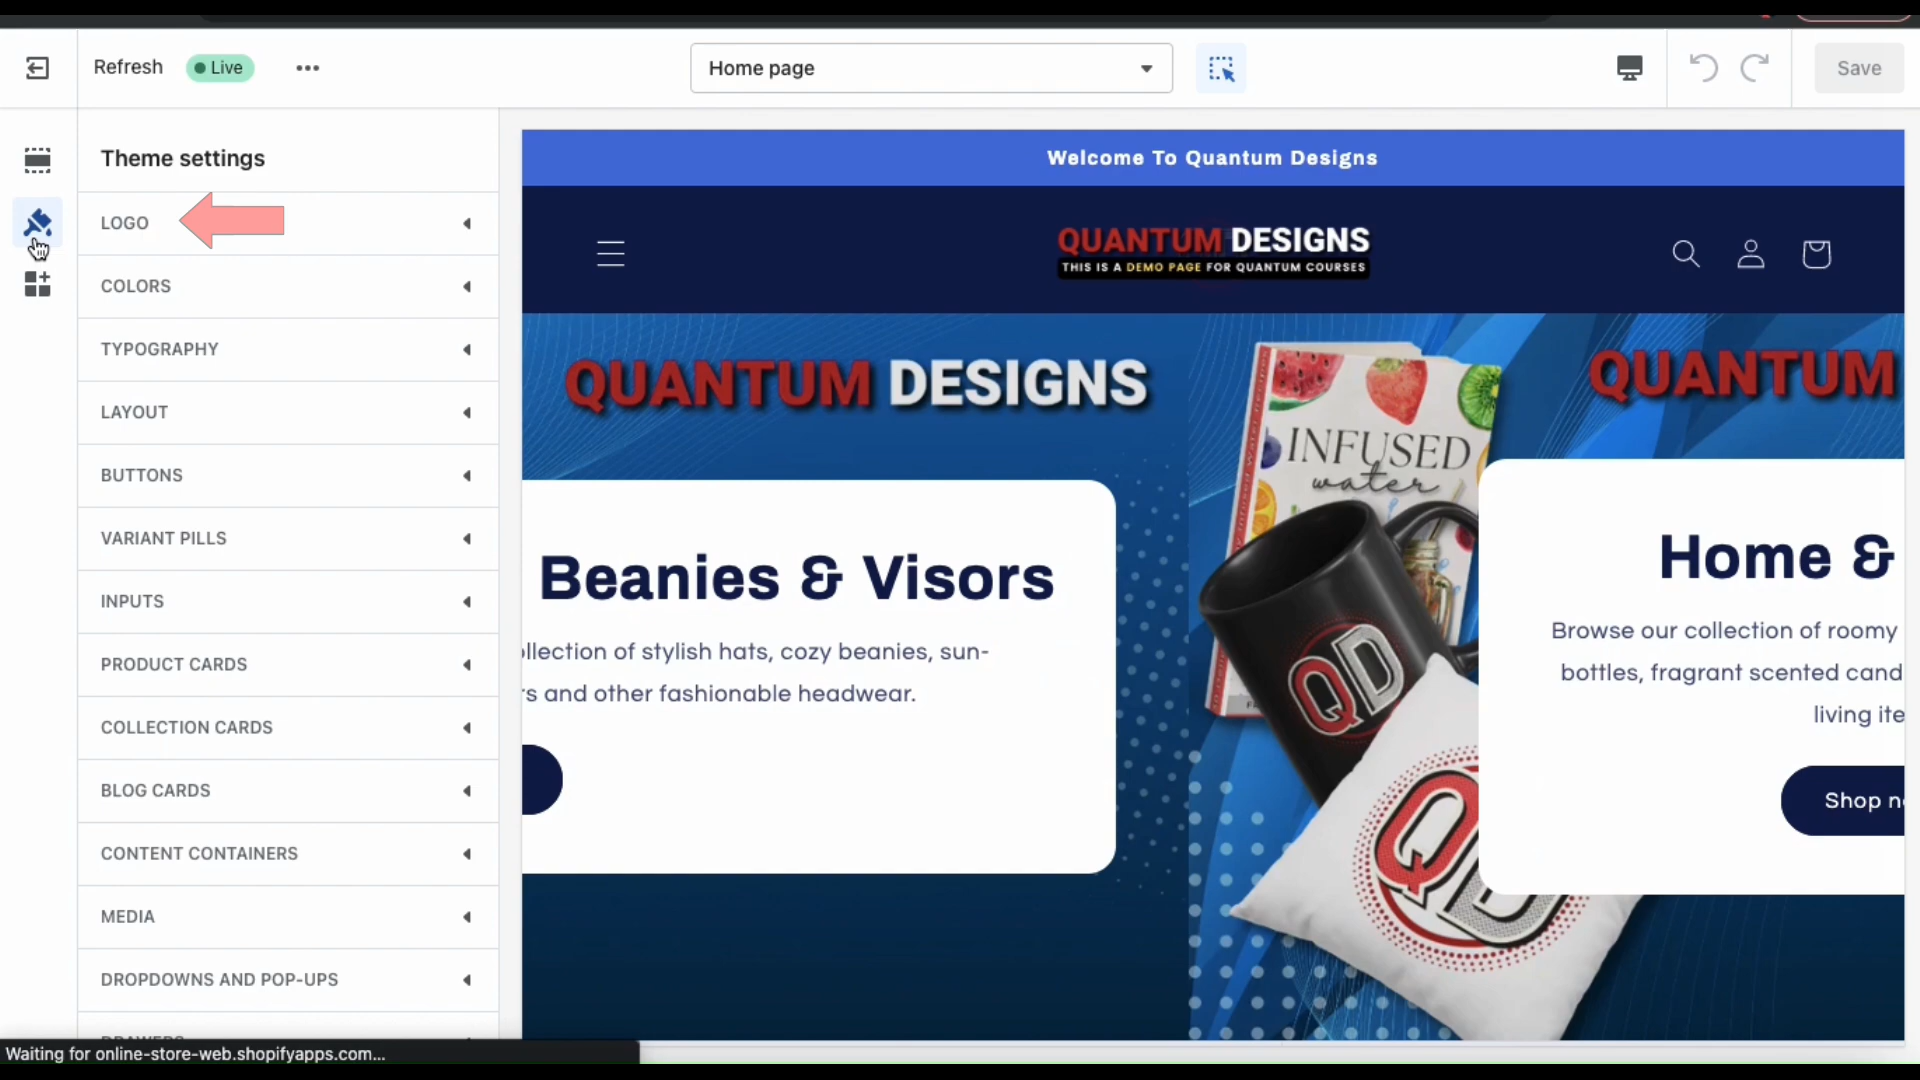 Refresh
Live
Home page
Save
Theme settings
LOGO
COLORS
TYPOGRAPHY
LAYOUT
BUTTONS
VARIANT PILLS
INPUTS
PRODUCT CARDS
COLLECTION CARDS
BLOG CARDS
CONTENT CONTAINERS
MEDIA
DROPDOWNS AND POP-UPS
DRAWERS
Waiting for online-store-web.shopifyapps.com...
Welcome To Quantum Designs
QUANTUM DESIGNS
THIS IS A DEMO PAGE FOR QUANTUM COURSES
QUANTUM DESIGNS
Beanies & Visors
llection of stylish hats, cozy beanies, sun-
rs and other fashionable headwear.
INFUSED
water
QD
QD
QUANTUM
Home &
Browse our collection of roomy
bottles, fragrant scented cand
living ite
Shop n